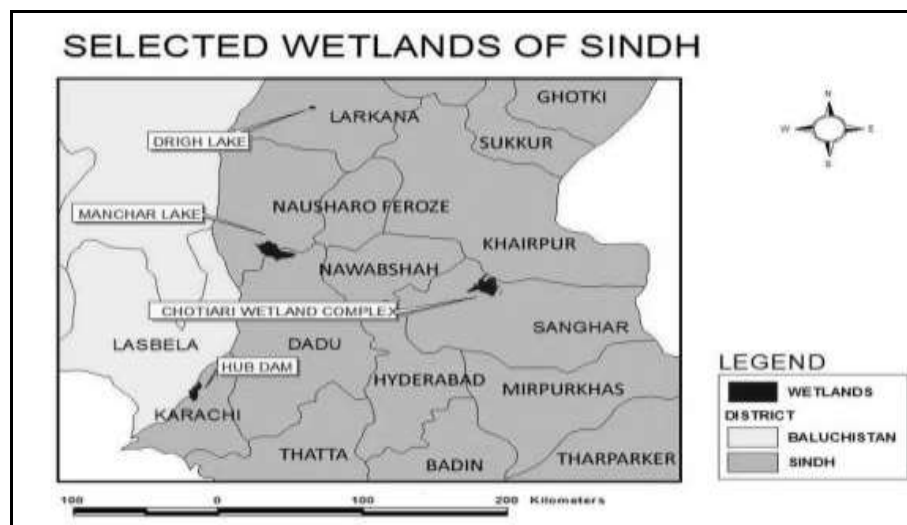 SELECTED WETLANDS OF SINDH
GHOTKI
LARKANA
DRIGH LAKE
SUKKUR
N
W E
S
NAUSHARO FEROZE
MANCHAR LAKE
KHAIRPUR
NAWABSHAH
CHOTIARI WETLAND COMPLEX
SANGHAR
LASBELA
DADU
HUB DAM
HYDERABAD
MIRPURKHAS
KARACHI
THATTA
BADIN
THARPARKER
LEGEND
WETLANDS
DISTRICT
BALUCHISTAN
SINDH
100 0 100 200 Kilometers